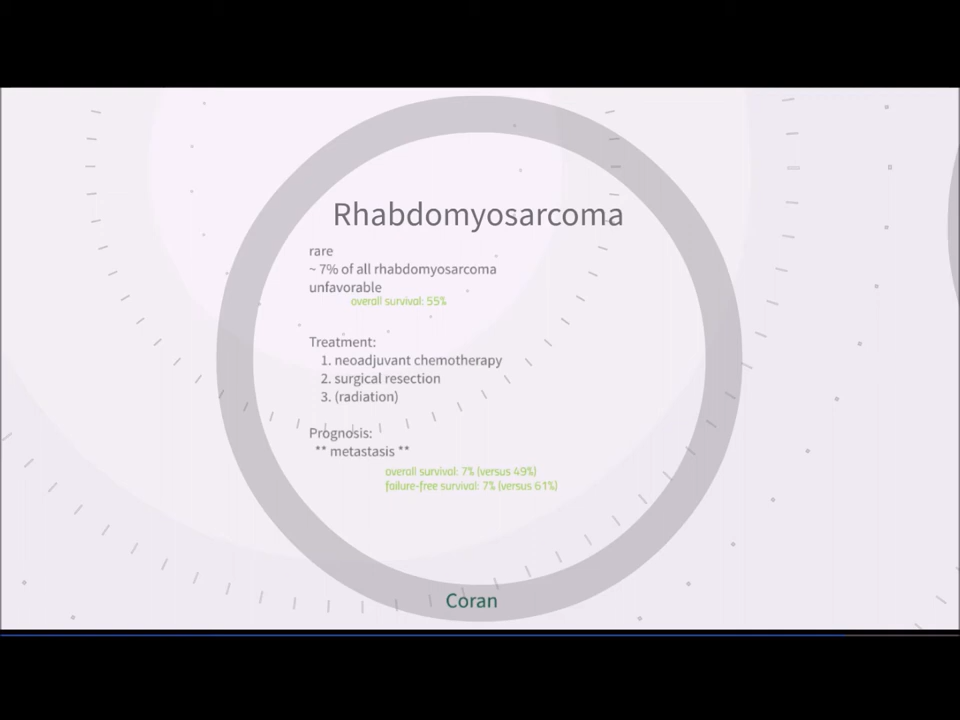 Rhabdomyosarcoma
rare
~ 7% of all rhabdomyosarcoma
unfavorable
overall survival: 55%
Treatment:
1. neoadjuvant chemotherapy
2. surgical resection
3. (radiation)
Prognosis:
** metastasis **
overall survival: 7% (versus 49%)
failure-free survival: 7% (versus 61%)
Coran